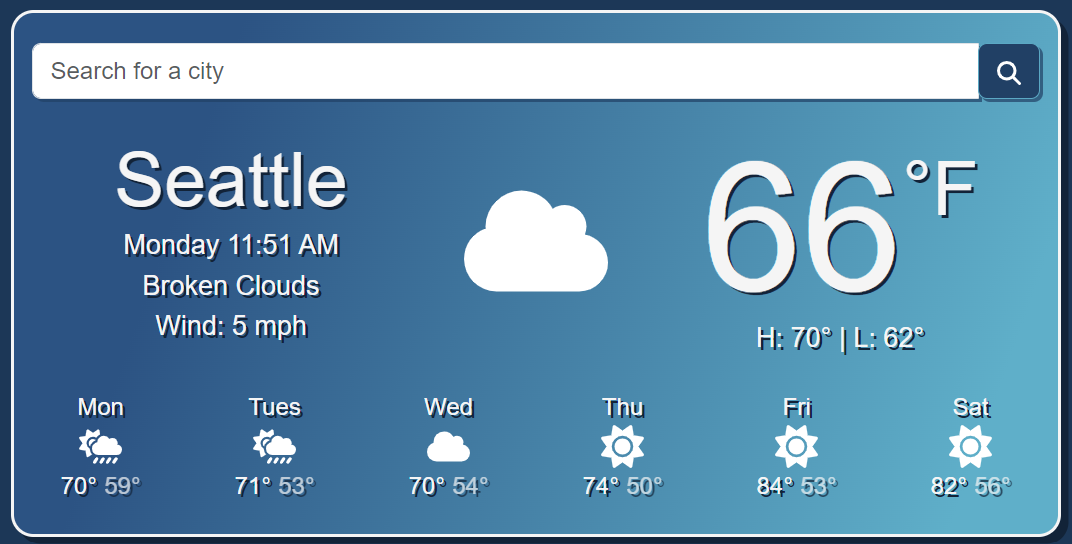 Search for a city
Seattle
Monday 11:51 AM
Broken Clouds
Wind: 5 mph
66°F
H: 70° | L: 62°
Mon Tues Wed Thu Fri Sat
70° 59° 71° 53° 70° 54° 74° 50° 84° 53° 82° 56°